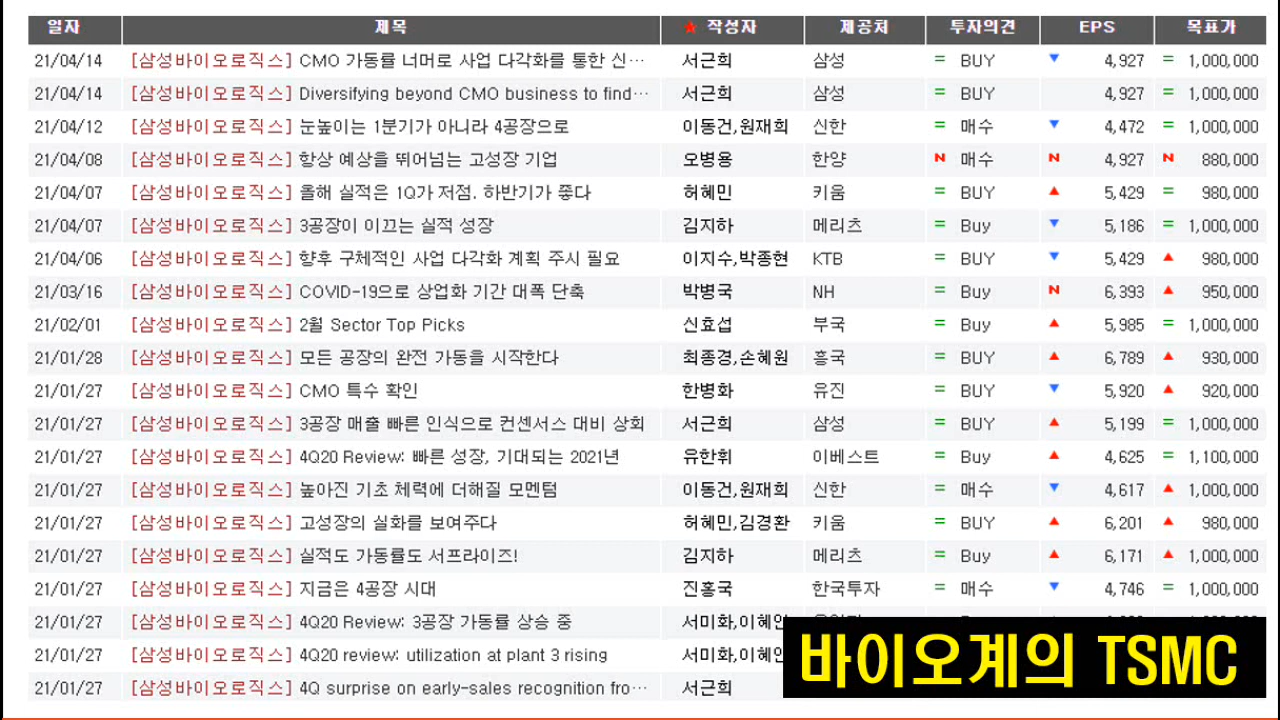 일자 제목 ★ 작성자 제공처 투자의견 EPS 목표가
21/04/14 [삼성바이오로직스] CMO 가동률 너머로 사업 다각화를 통한 신··· 서근희 삼성 = BUY ▼ 4,927 = 1,000,000
21/04/14 [삼성바이오로직스] Diversifying beyond CMO business to find··· 서근희 삼성 = BUY 4,927 = 1,000,000
21/04/12 [삼성바이오로직스] 눈높이는 1분기가 아니라 4공장으로 이동건,원재희 신한 = 매수 ▼ 4,472 = 1,000,000
21/04/08 [삼성바이오로직스] 항상 예상을 뛰어넘는 고성장 기업 오병용 한양 N 매수 N 4,927 N 880,000
21/04/07 [삼성바이오로직스] 올해 실적은 1Q가 저점. 하반기가 좋다 허혜민 키움 = BUY ▲ 5,429 = 980,000
21/04/07 [삼성바이오로직스] 3공장이 이끄는 실적 성장 김지하 메리츠 = Buy ▼ 5,186 = 1,000,000
21/04/06 [삼성바이오로직스] 향후 구체적인 사업 다각화 계획 주시 필요 이지수,박종현 KTB = BUY ▼ 5,429 ▲ 980,000
21/03/16 [삼성바이오로직스] COVID-19으로 상업화 기간 대폭 단축 박병국 NH = Buy N 6,393 ▲ 950,000
21/02/01 [삼성바이오로직스] 2월 Sector Top Picks 신효섭 부국 = Buy ▲ 5,985 = 1,000,000
21/01/28 [삼성바이오로직스] 모든 공장의 완전 가동을 시작한다 최종경,손혜원 흥국 = BUY ▲ 6,789 ▲ 930,000
21/01/27 [삼성바이오로직스] CMO 특수 확인 한병화 유진 = BUY ▼ 5,920 ▲ 920,000
21/01/27 [삼성바이오로직스] 3공장 매출 빠른 인식으로 컨센서스 대비 상회 서근희 삼성 = BUY ▲ 5,199 = 1,000,000
21/01/27 [삼성바이오로직스] 4Q20 Review: 빠른 성장, 기대되는 2021년 유한휘 이베스트 = Buy ▲ 4,625 = 1,100,000
21/01/27 [삼성바이오로직스] 높아진 기초 체력에 더해질 모멘텀 이동건,원재희 신한 = 매수 ▼ 4,617 ▲ 1,000,000
21/01/27 [삼성바이오로직스] 고성장의 실화를 보여주다 허혜민,김경환 키움 = BUY ▲ 6,201 ▲ 980,000
21/01/27 [삼성바이오로직스] 실적도 가동률도 서프라이즈! 김지하 메리츠 = Buy ▲ 6,171 ▲ 1,000,000
21/01/27 [삼성바이오로직스] 지금은 4공장 시대 진홍국 한국투자 = 매수 ▼ 4,746 = 1,000,000
21/01/27 [삼성바이오로직스] 4Q20 Review: 3공장 가동률 상승 중 서미화,이혜인
21/01/27 [삼성바이오로직스] 4Q20 review: utilization at plant 3 rising 서미화,이혜인
21/01/27 [삼성바이오로직스] 4Q surprise on early-sales recognition fro··· 서근희
바이오계의 TSMC